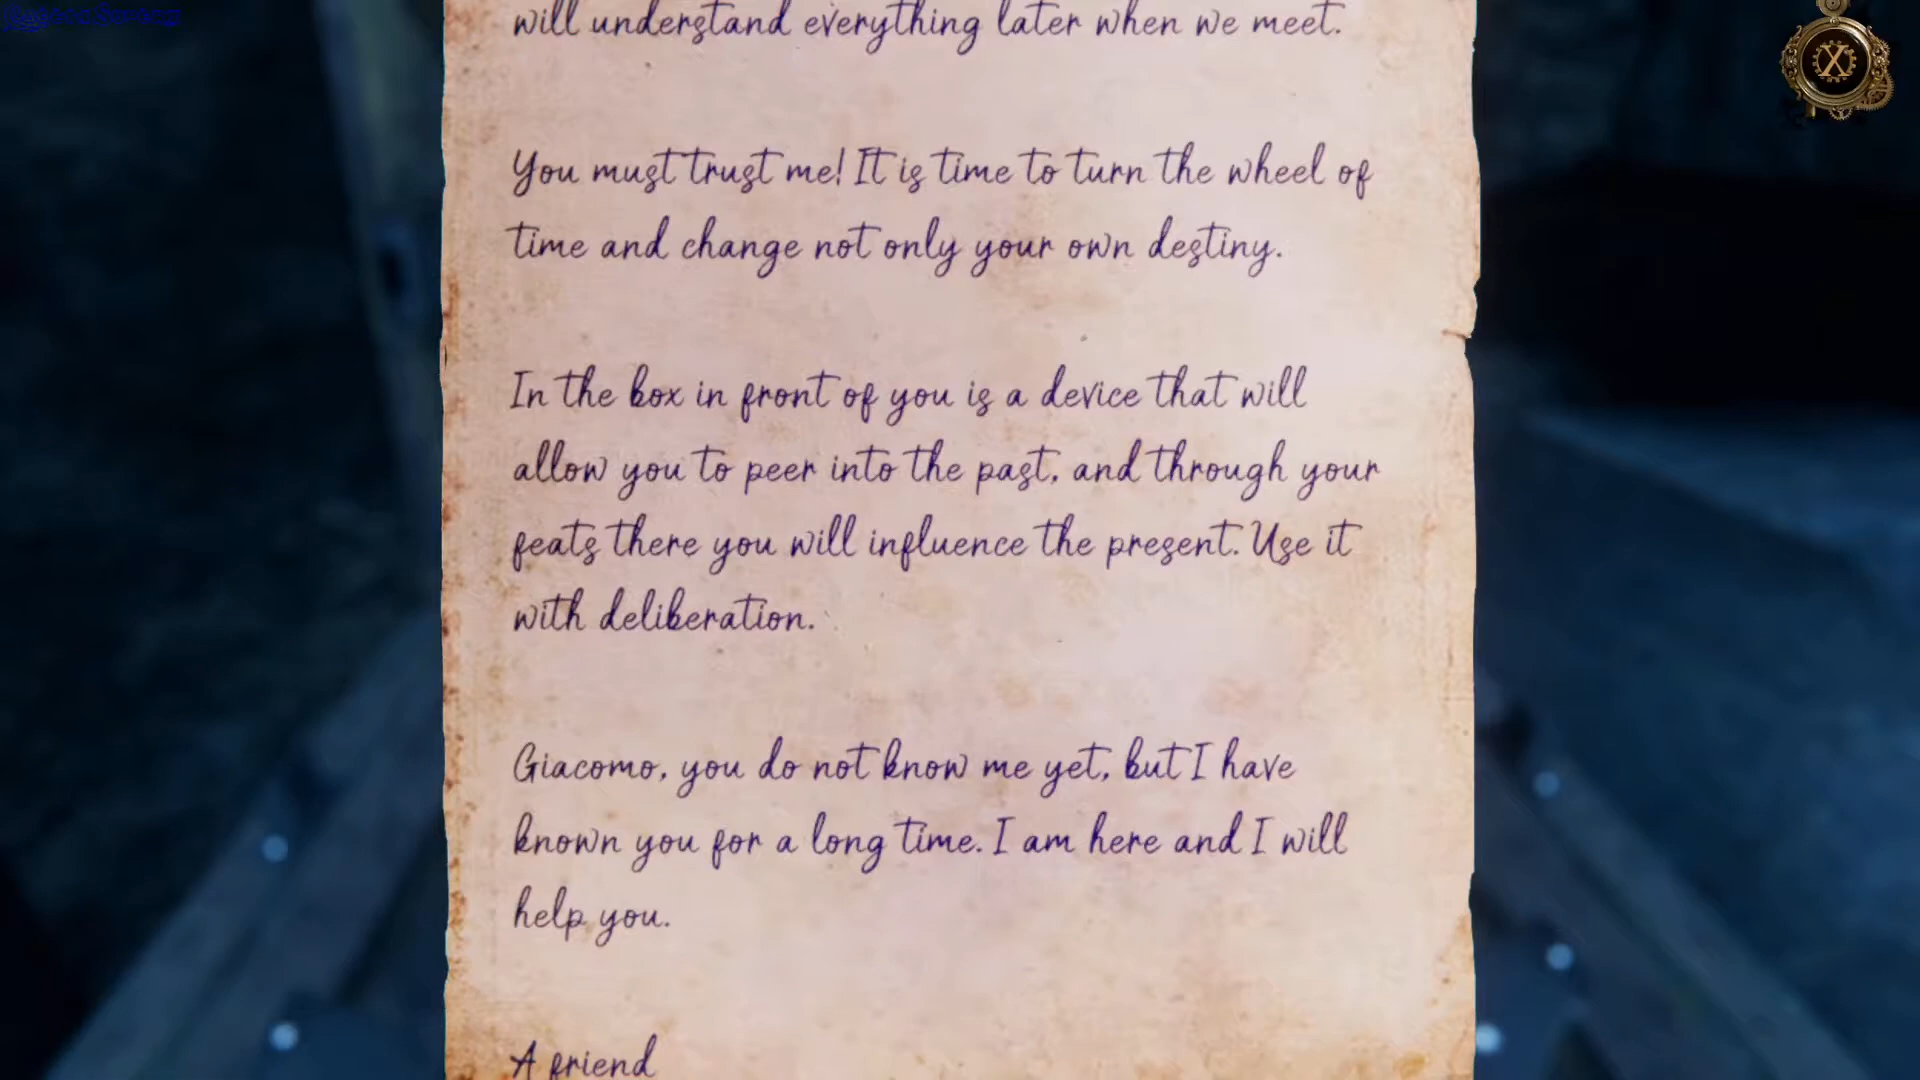 will understand everything later when we meet.
You must trust me! It is time to turn the wheel of
time and change not only your own destiny.
In the box in front of you is a device that will
allow you to peer into the past, and through your
feats there you will influence the present. Use it
with deliberation.
Giacomo, you do not know me yet, but I have
known you for a long time. I am here and I will
help you.
A friend
X